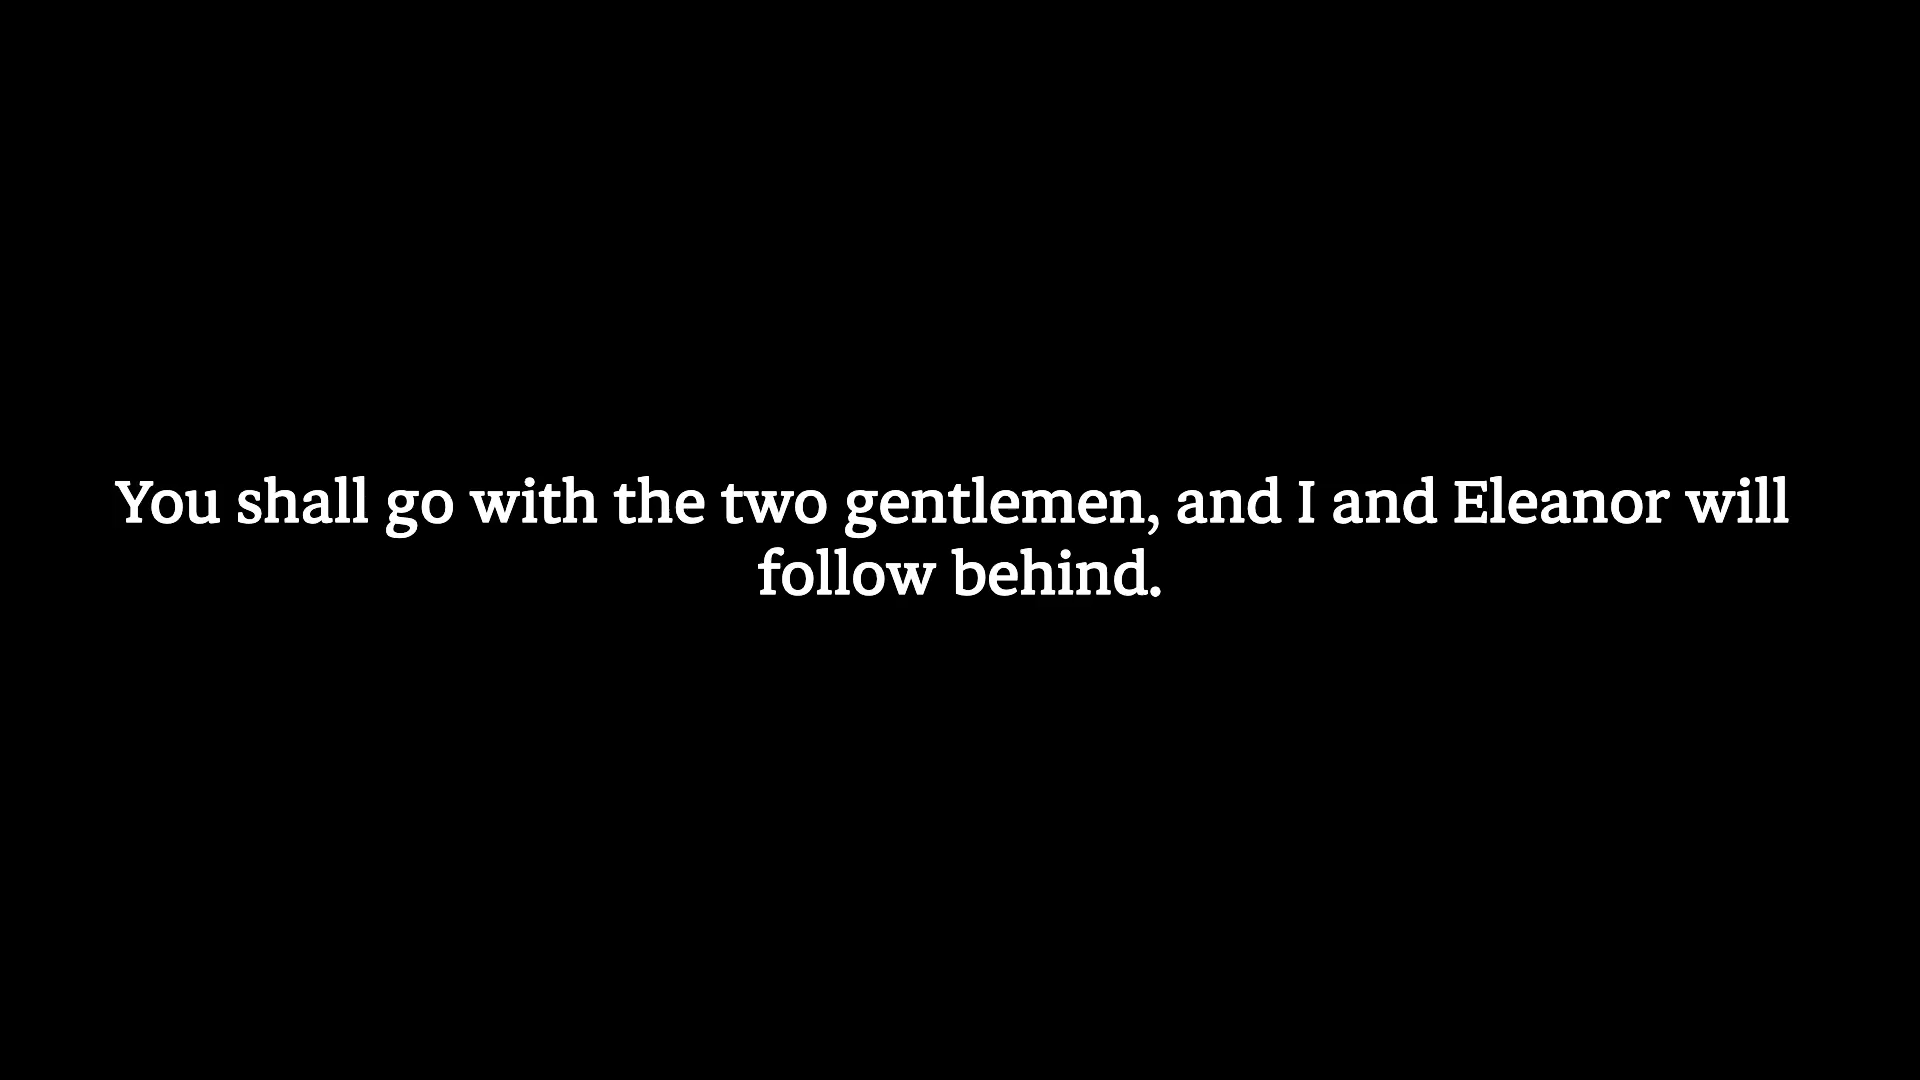 You shall go with the two gentlemen, and I and Eleanor will
follow behind.